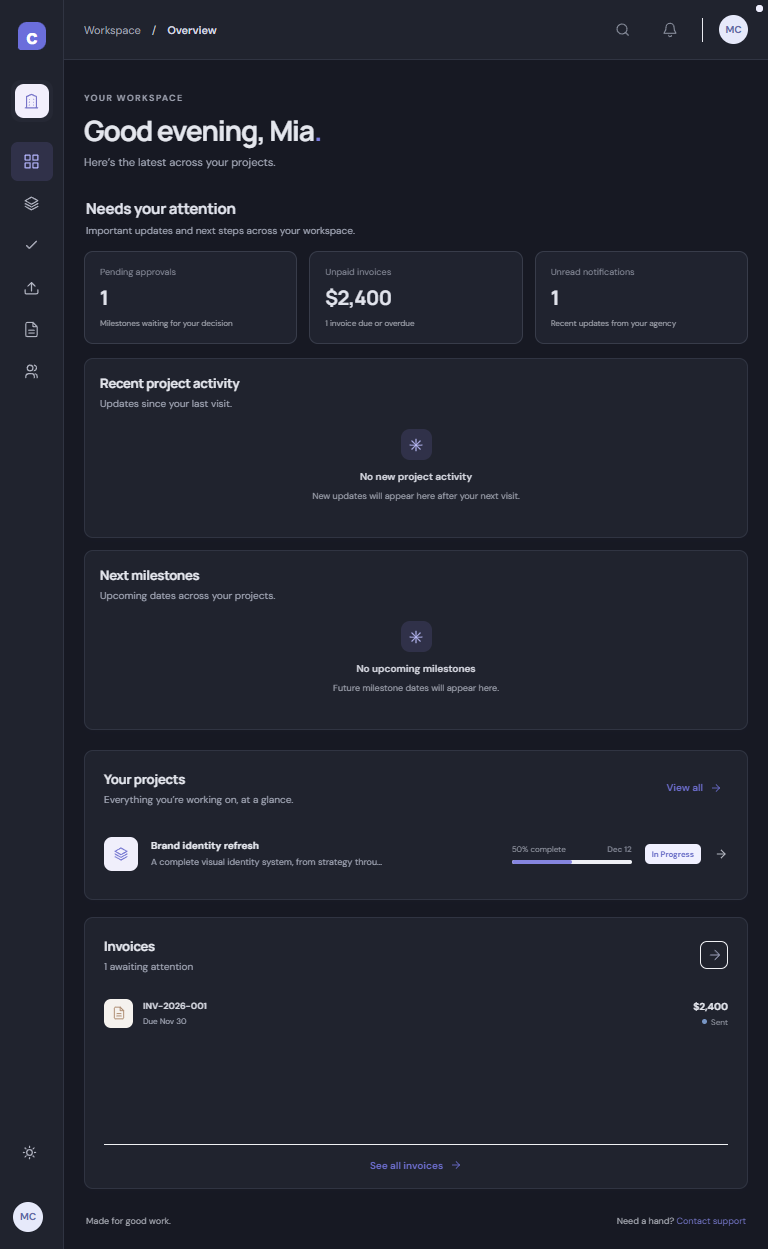 c
Workspace / Overview
MC
YOUR WORKSPACE
Good evening, Mia.
Here's the latest across your projects.
Needs your attention
Important updates and next steps across your workspace.
Pending approvals
1
Milestones waiting for your decision
Unpaid invoices
$2,400
1 invoice due or overdue
Unread notifications
1
Recent updates from your agency
Recent project activity
Updates since your last visit.
No new project activity
New updates will appear here after your next visit.
Next milestones
Upcoming dates across your projects.
No upcoming milestones
Future milestone dates will appear here.
Your projects
Everything you're working on, at a glance.
View all
Brand identity refresh
A complete visual identity system, from strategy throu...
50% complete
Dec 12
In Progress
Invoices
1 awaiting attention
INV-2026-001
Due Nov 30
$2,400
Sent
See all invoices
MC
Made for good work.
Need a hand? Contact support